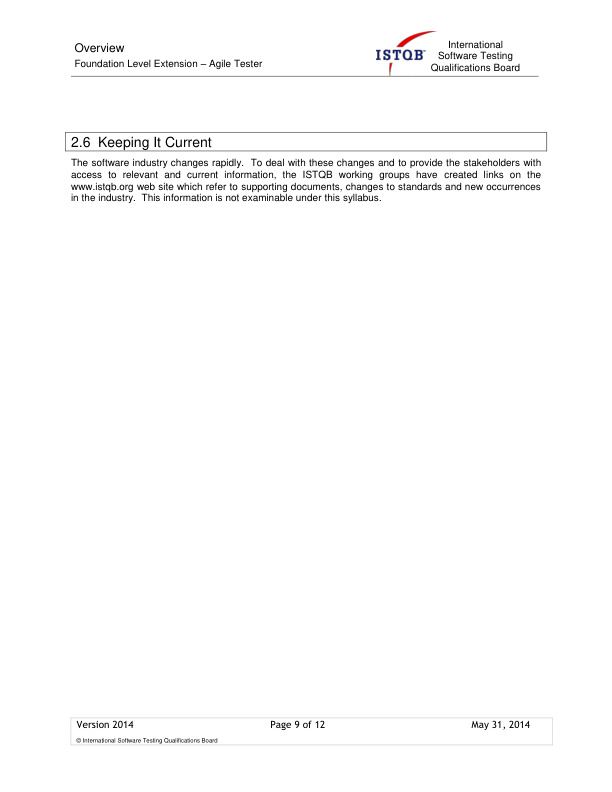 Overview
Foundation Level Extension – Agile Tester
ISTQB
International
Software Testing
Qualifications Board
2.6 Keeping It Current
The software industry changes rapidly. To deal with these changes and to provide the stakeholders with
access to relevant and current information, the ISTQB working groups have created links on the
www.istqb.org web site which refer to supporting documents, changes to standards and new occurrences
in the industry. This information is not examinable under this syllabus.
Version 2014 Page 9 of 12 May 31, 2014
© International Software Testing Qualifications Board